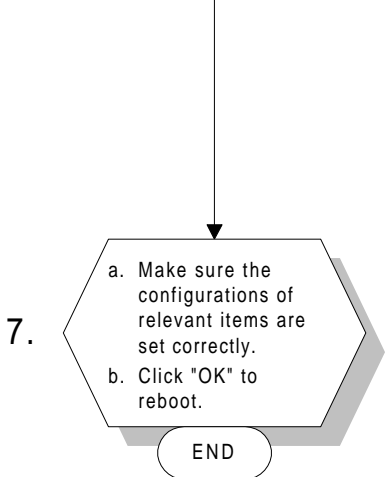 7.
a. Make sure the
configurations of
relevant items are
set correctly.
b. Click "OK" to
reboot.
END